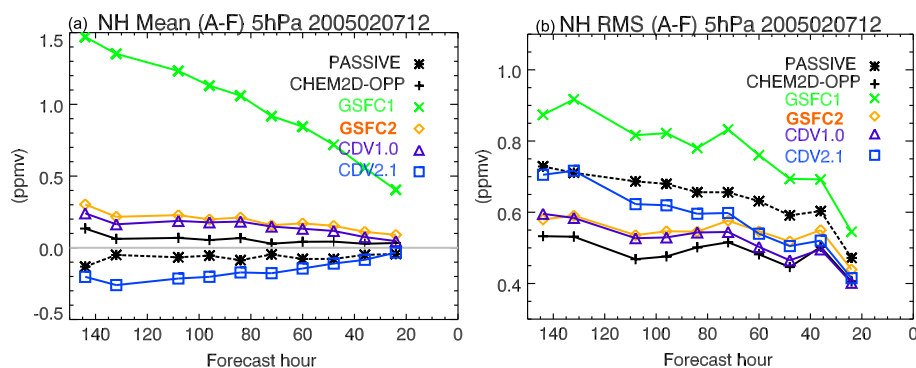 (a) NH Mean (A-F) 5hPa 2005020712
1.5
1.0
0.5
0.0
-0.5
(ppmv)
PASSIVE
CHEM2D-OPP
GSFC1
GSFC2
CDV1.0
CDV2.1
140 120 100 80 60 40 20 0
Forecast hour
(b) NH RMS (A-F) 5hPa 2005020712
1.0
0.8
0.6
0.4
(ppmv)
PASSIVE
CHEM2D-OPP
GSFC1
GSFC2
CDV1.0
CDV2.1
140 120 100 80 60 40 20 0
Forecast hour